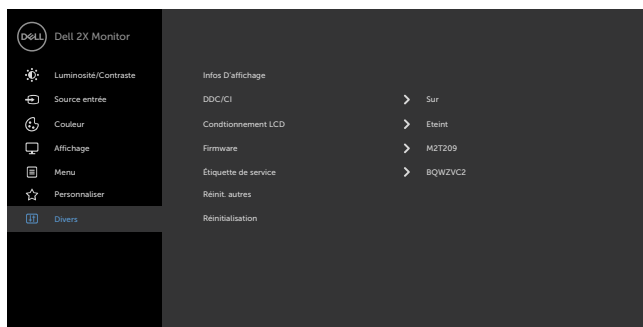 DELL
Dell 2X Monitor
Luminosité/Contraste
Source entrée
Couleur
Affichage
Menu
Personnaliser
Divers
Infos D'affichage
DDC/CI > Sur
Condtionnement LCD > Eteint
Firmware > M2T209
Étiquette de service > BQWZVC2
Réinit. autres
Réinitialisation